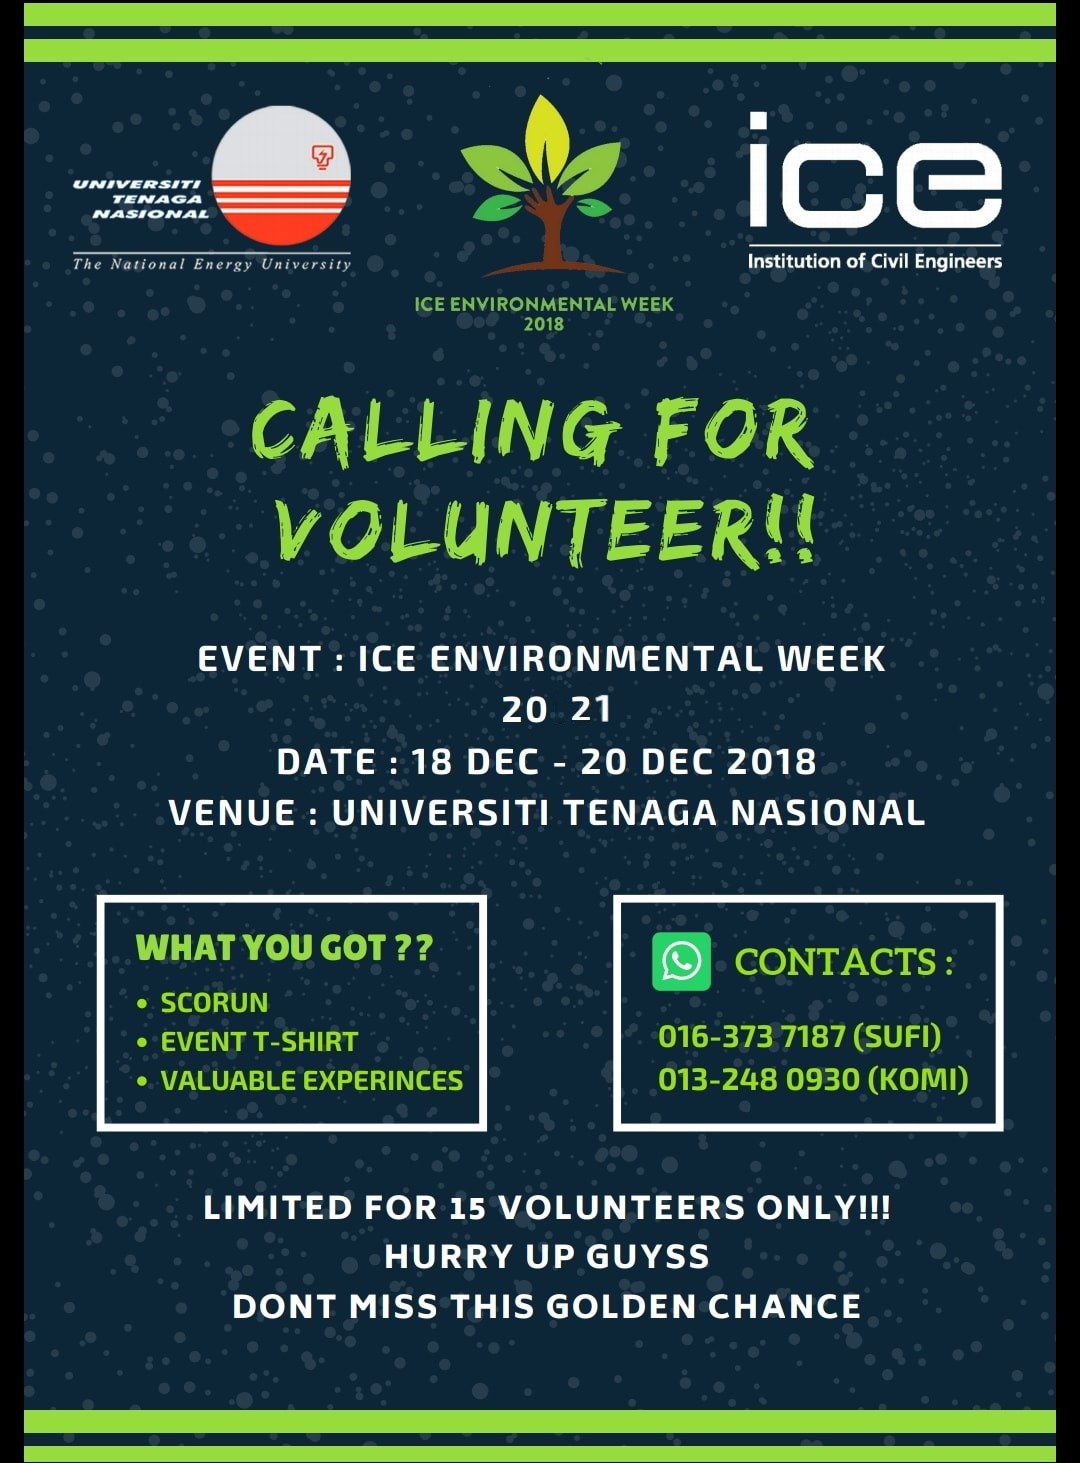 UNIVERSITI
TENAGA
NASIONAL
The National Energy University
ICE ENVIRONMENTAL WEEK
2018
ice
Institution of Civil Engineers
CALLING FOR
VOLUNTEER!!
EVENT : ICE ENVIRONMENTAL WEEK
20 21
DATE : 18 DEC - 20 DEC 2018
VENUE : UNIVERSITI TENAGA NASIONAL
WHAT YOU GOT ??
• SCORUN
• EVENT T-SHIRT
• VALUABLE EXPERINCES
CONTACTS :
016-373 7187 (SUFI)
013-248 0930 (KOMI)
LIMITED FOR 15 VOLUNTEERS ONLY!!!
HURRY UP GUYSS
DONT MISS THIS GOLDEN CHANCE